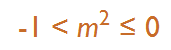 -1 < m² ≤ 0